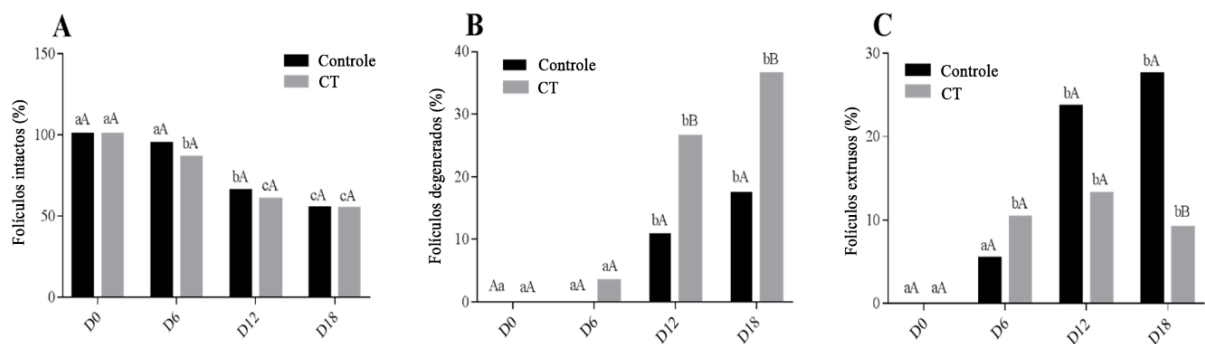 A
Folículos intactos (%)
150
100
50
0
Controle
CT
aA aA aA bA bA cA cA cA
D0 D6 D12 D18
B
Folículos degenerados (%)
40
30
20
10
0
Controle
CT
Aa aA aA aA bA bB bA bB
D0 D6 D12 D18
C
Folículos extrusos (%)
30
20
10
0
Controle
CT
aA aA aA bA bA bA bA bB
D0 D6 D12 D18